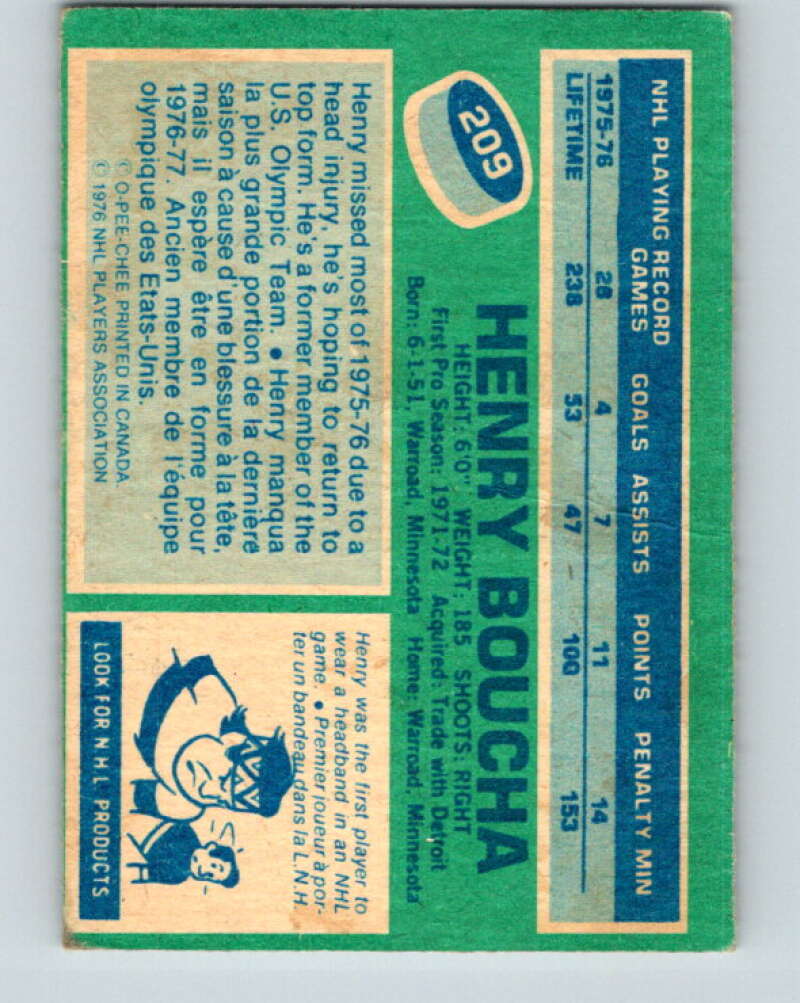 NHL PLAYING RECORD
GAMES GOALS ASSISTS POINTS PENALTY MIN
1975-76 28 4 7 11 14
LIFETIME 238 53 47 100 153
209
HENRY BOUCHA
HEIGHT: 6'0" WEIGHT: 185 SHOOTS: RIGHT
First Pro Season: 1971-72 Acquired: Trade with Detroit
Born: 6-1-51, Warroad, Minnesota Home: Warroad, Minnesota
Henry missed most of 1975-76 due to a
head injury, he's hoping to return to
top form. He's a former member of the
U.S. Olympic Team. • Henry manqua
la plus grande portion de la dernière
saison à cause d'une blessure à la tête,
mais il espère être en forme pour
1976-77. Ancien membre de l'équipe
olympique des Etats-Unis.
© O-PEE-CHEE PRINTED IN CANADA
© 1976 NHL PLAYERS ASSOCIATION
Henry was the first player to
wear a headband in an NHL
game. • Premier joueur à por-
ter un bandeau dans la L.N.H.
LOOK FOR N H L PRODUCTS